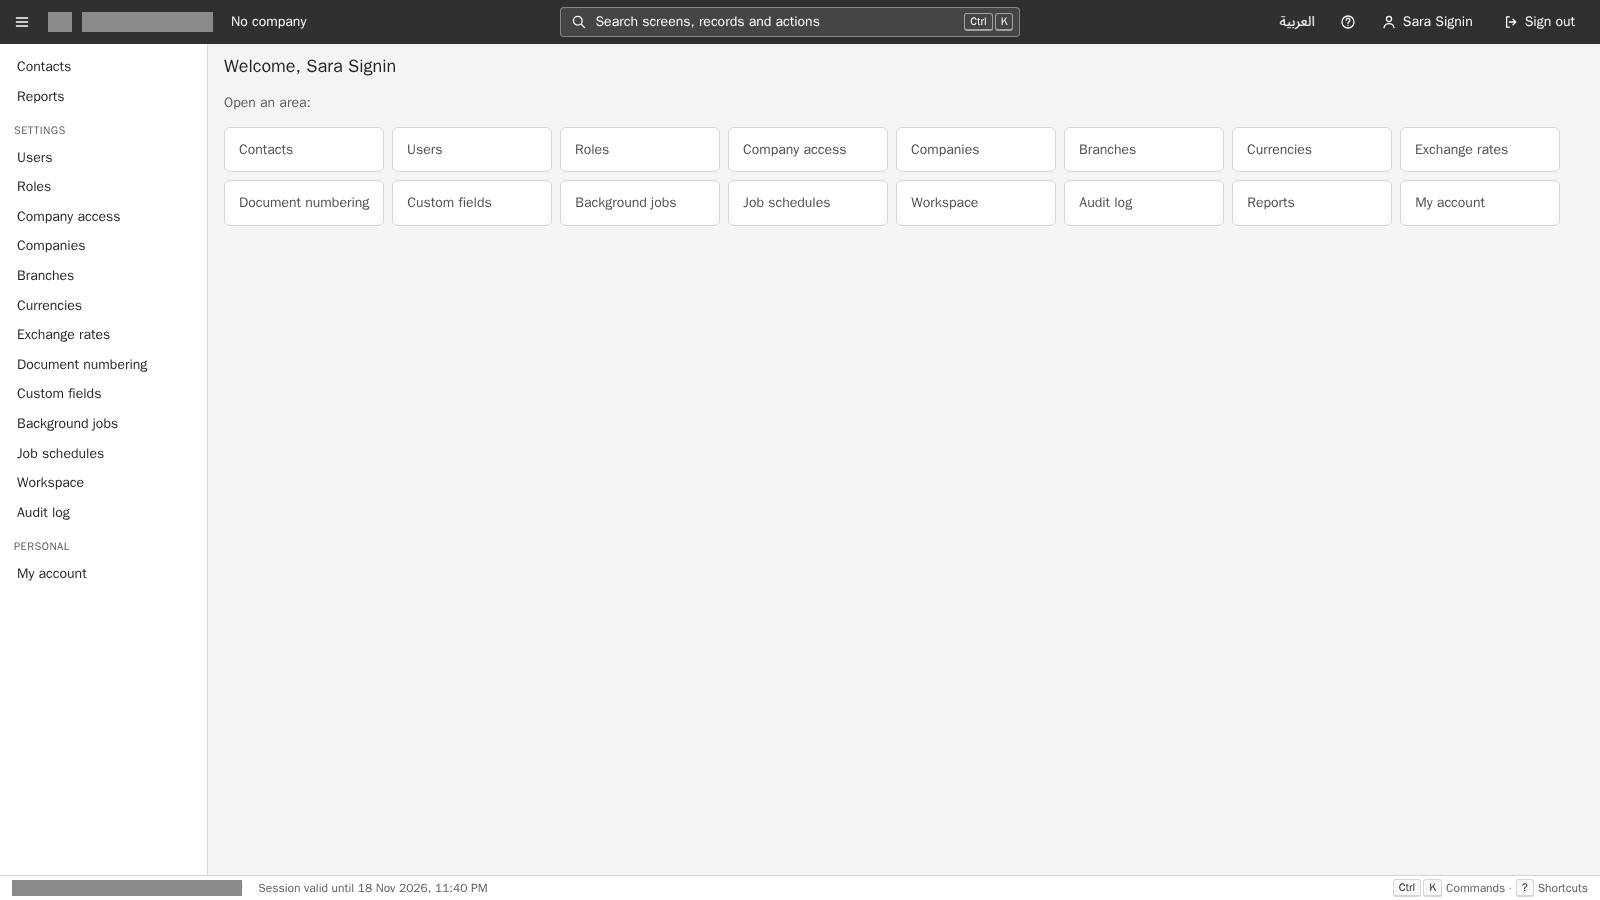 No company
Search screens, records and actions
Ctrl K
العربية
Sara Signin
Sign out
Contacts
Reports
SETTINGS
Users
Roles
Company access
Companies
Branches
Currencies
Exchange rates
Document numbering
Custom fields
Background jobs
Job schedules
Workspace
Audit log
PERSONAL
My account
Welcome, Sara Signin
Open an area:
Contacts
Users
Roles
Company access
Companies
Branches
Currencies
Exchange rates
Document numbering
Custom fields
Background jobs
Job schedules
Workspace
Audit log
Reports
My account
Session valid until 18 Nov 2026, 11:40 PM
Ctrl K Commands · ? Shortcuts